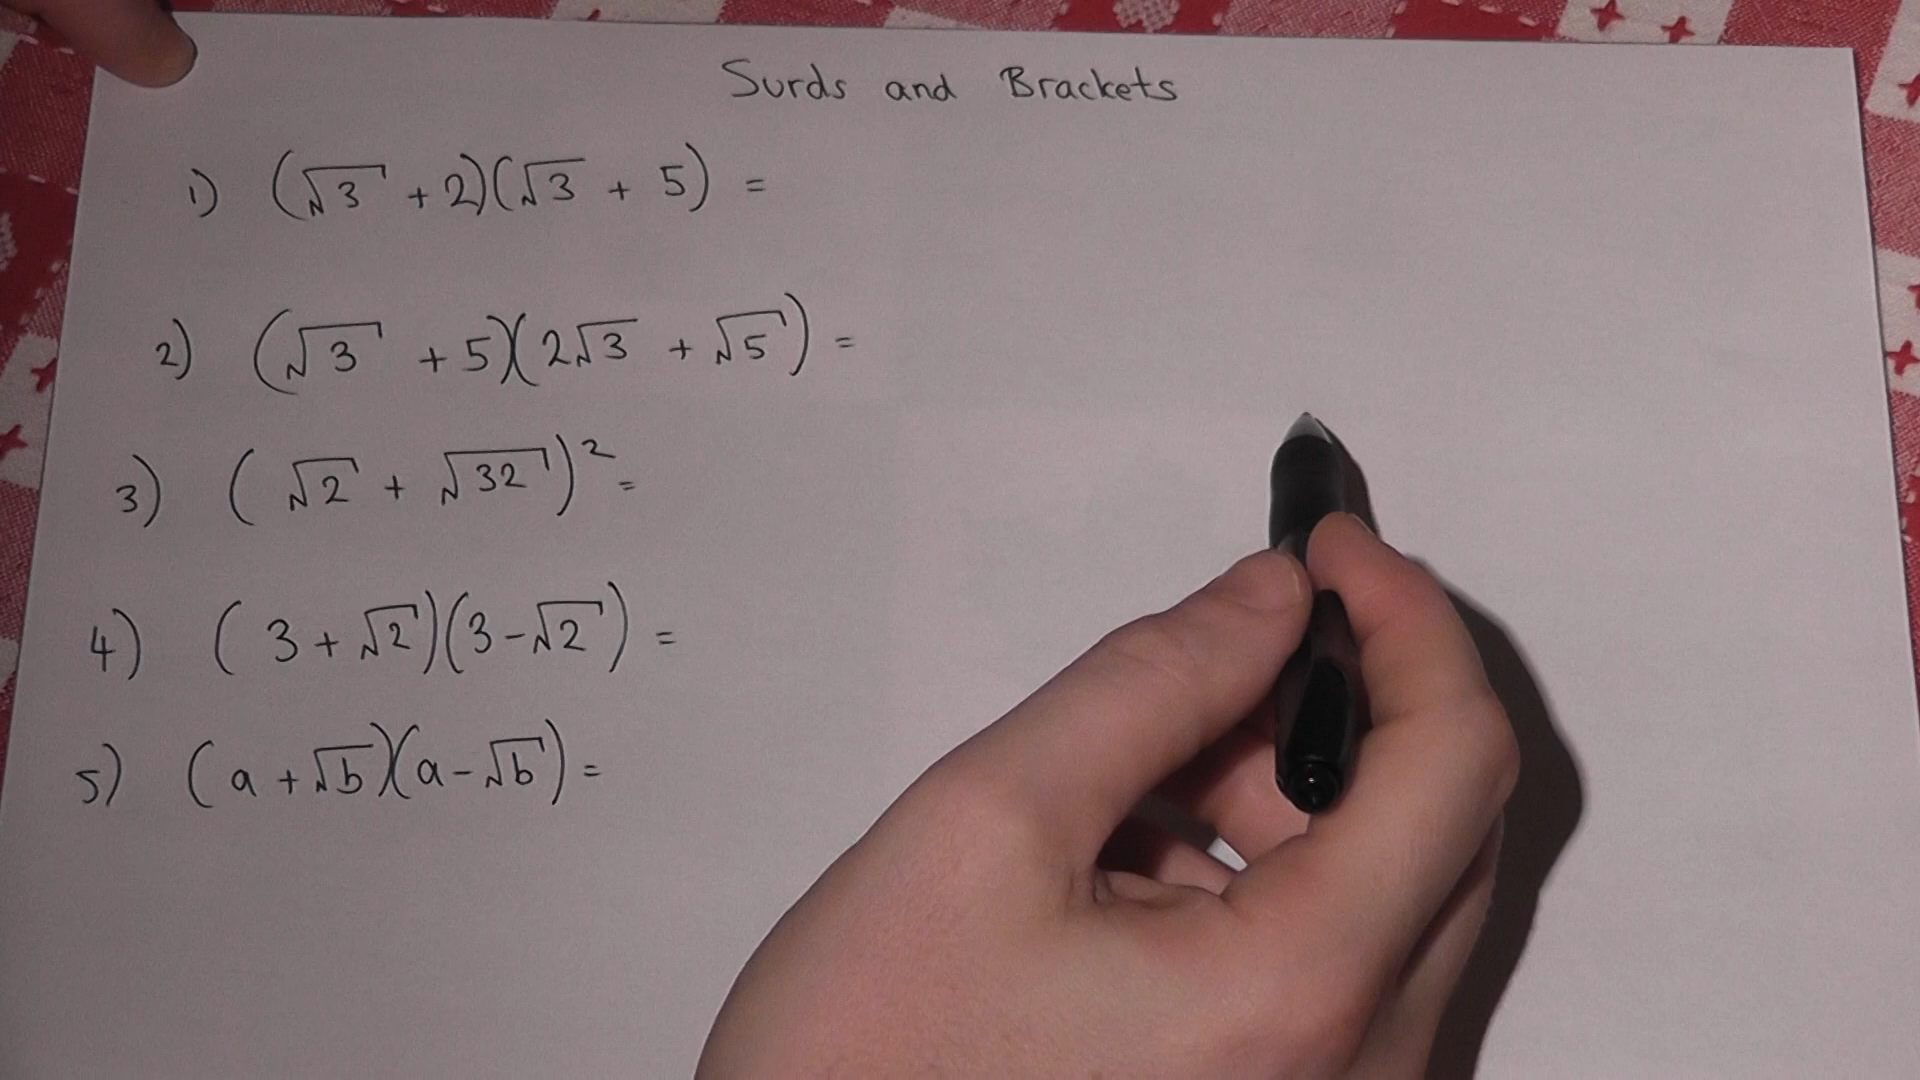 Surds and Brackets
1) (√3 + 2)(√3 + 5) =
2) (√3 + 5)(2√3 + √5) =
3) (√2 + √32)² =
4) (3 + √2)(3 - √2) =
5) (a + √b)(a - √b) =